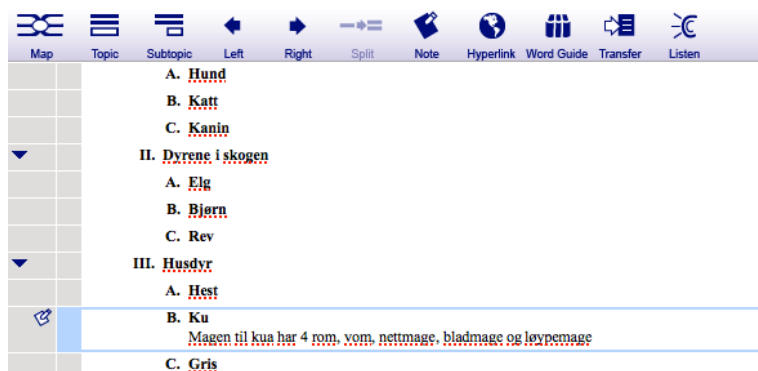 Map Topic Subtopic Left Right Split Note Hyperlink Word Guide Transfer Listen
A. Hund
B. Katt
C. Kanin
II. Dyrene i skogen
A. Elg
B. Bjørn
C. Rev
III. Husdyr
A. Hest
B. Ku
Magen til kua har 4 rom, vom, nettmage, bladmage og løypemage
C. Gris